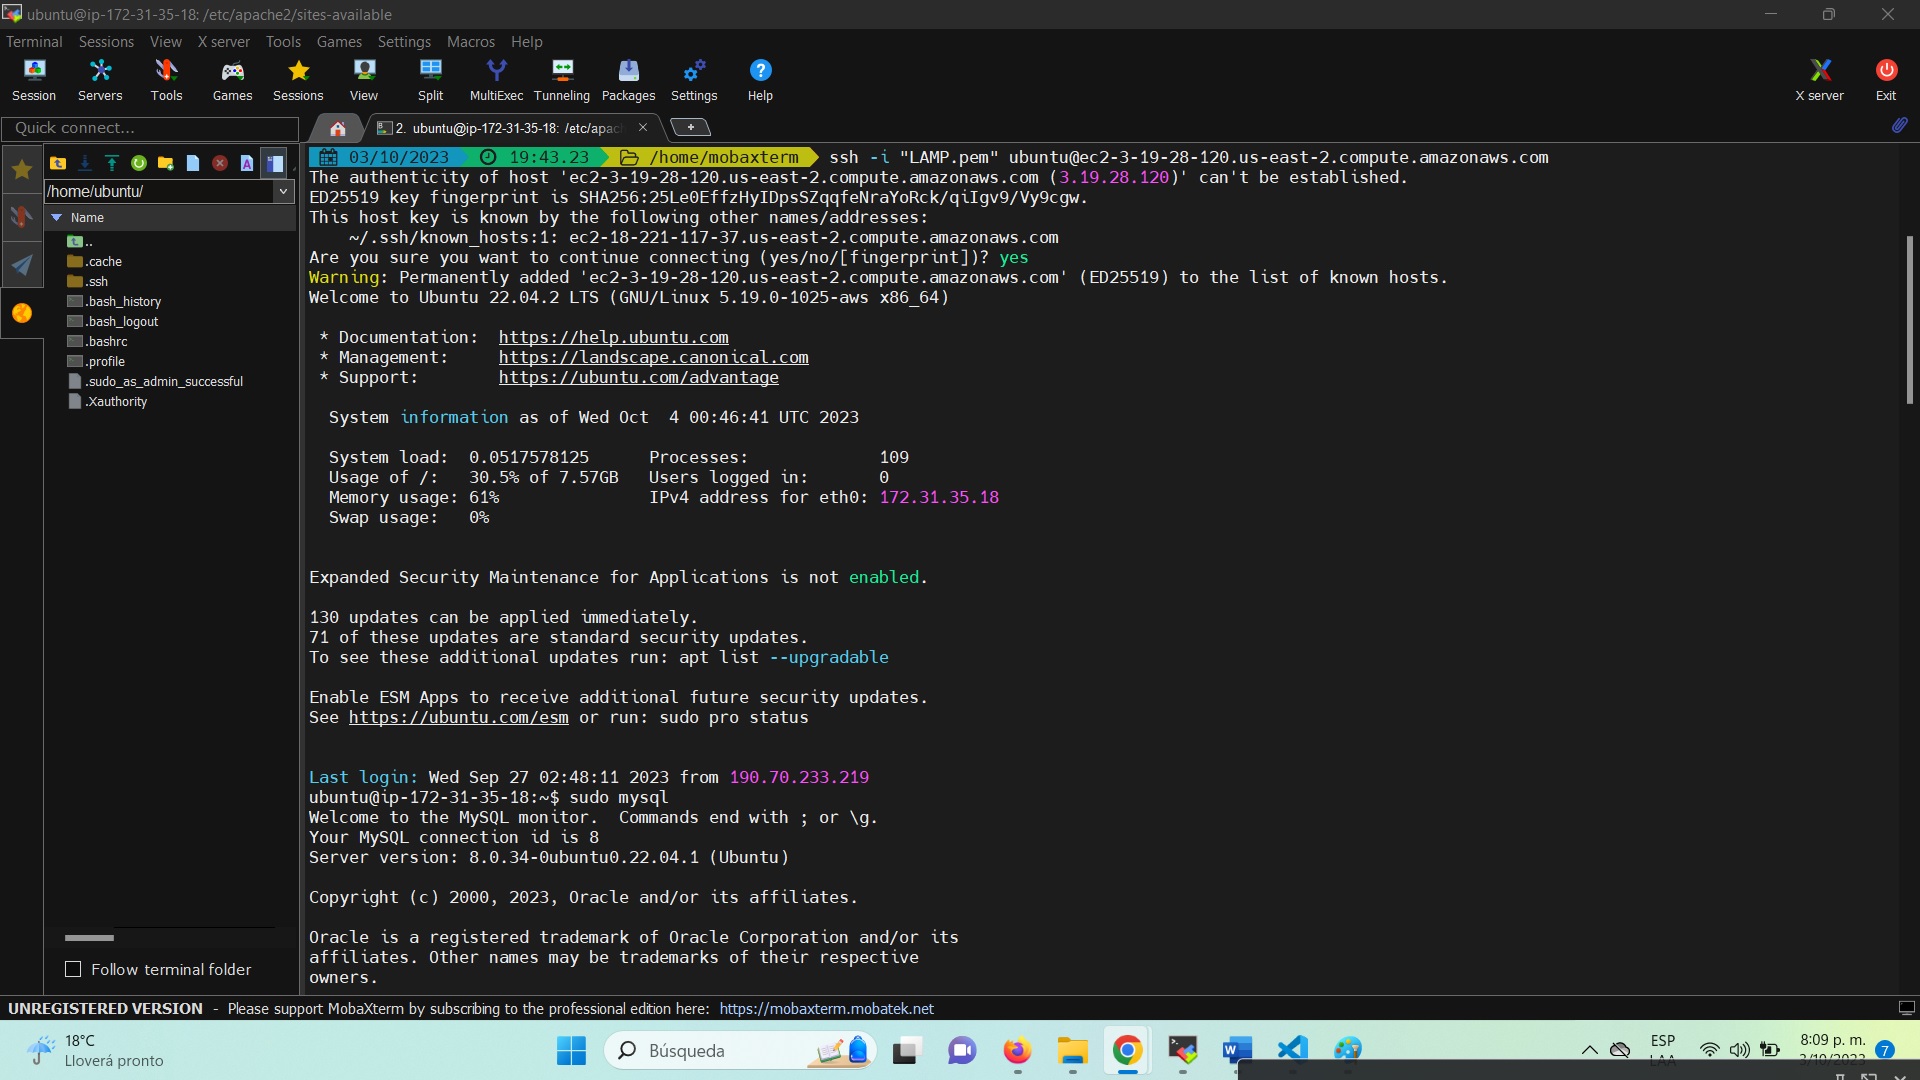 ubuntu@ip-172-31-35-18: /etc/apache2/sites-available
Terminal Sessions View X server Tools Games Settings Macros Help
Session Servers Tools Games Sessions View Split MultiExec Tunneling Packages Settings Help X server Exit
Quick connect...
2. ubuntu@ip-172-31-35-18: /etc/apac
/home/ubuntu/
Name
..
.cache
.ssh
.bash_history
.bash_logout
.bashrc
.profile
.sudo_as_admin_successful
.Xauthority
Follow terminal folder
03/10/2023 19:43.23 /home/mobaxterm ssh -i "LAMP.pem" ubuntu@ec2-3-19-28-120.us-east-2.compute.amazonaws.com
The authenticity of host 'ec2-3-19-28-120.us-east-2.compute.amazonaws.com (3.19.28.120)' can't be established.
ED25519 key fingerprint is SHA256:25Le0EffzHyIDpsSZqqfeNraYoRck/qiIgv9/Vy9cgw.
This host key is known by the following other names/addresses:
~/.ssh/known_hosts:1: ec2-18-221-117-37.us-east-2.compute.amazonaws.com
Are you sure you want to continue connecting (yes/no/[fingerprint])? yes
Warning: Permanently added 'ec2-3-19-28-120.us-east-2.compute.amazonaws.com' (ED25519) to the list of known hosts.
Welcome to Ubuntu 22.04.2 LTS (GNU/Linux 5.19.0-1025-aws x86_64)
* Documentation: https://help.ubuntu.com
* Management: https://landscape.canonical.com
* Support: https://ubuntu.com/advantage
System information as of Wed Oct 4 00:46:41 UTC 2023
System load: 0.0517578125 Processes: 109
Usage of /: 30.5% of 7.57GB Users logged in: 0
Memory usage: 61% IPv4 address for eth0: 172.31.35.18
Swap usage: 0%
Expanded Security Maintenance for Applications is not enabled.
130 updates can be applied immediately.
71 of these updates are standard security updates.
To see these additional updates run: apt list --upgradable
Enable ESM Apps to receive additional future security updates.
See https://ubuntu.com/esm or run: sudo pro status
Last login: Wed Sep 27 02:48:11 2023 from 190.70.233.219
ubuntu@ip-172-31-35-18:~$ sudo mysql
Welcome to the MySQL monitor. Commands end with ; or \g.
Your MySQL connection id is 8
Server version: 8.0.34-0ubuntu0.22.04.1 (Ubuntu)
Copyright (c) 2000, 2023, Oracle and/or its affiliates.
Oracle is a registered trademark of Oracle Corporation and/or its
affiliates. Other names may be trademarks of their respective
owners.
UNREGISTERED VERSION - Please support MobaXterm by subscribing to the professional edition here: https://mobaxterm.mobatek.net
18°C
Lloverá pronto
Búsqueda
ESP
LAA
8:09 p. m.
3/10/2023
7